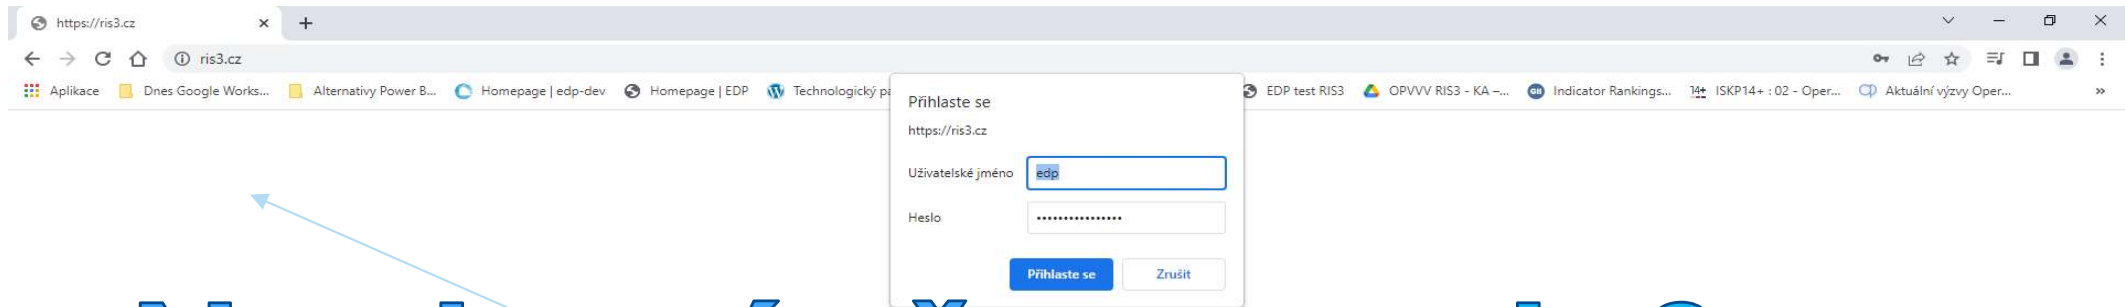 https://ris3.cz
ris3.cz
Aplikace Dnes Google Works... Alternativy Power B... Homepage | edp-dev Homepage | EDP Technologický EDP test RIS3 OPVVV RIS3 - KA –... Indicator Rankings... ISKP14+ : 02 - Oper... Aktuální výzvy Oper...
Přihlaste se
https://ris3.cz
Uživatelské jméno edp
Heslo ••••••••••••••••
Přihlaste se Zrušit